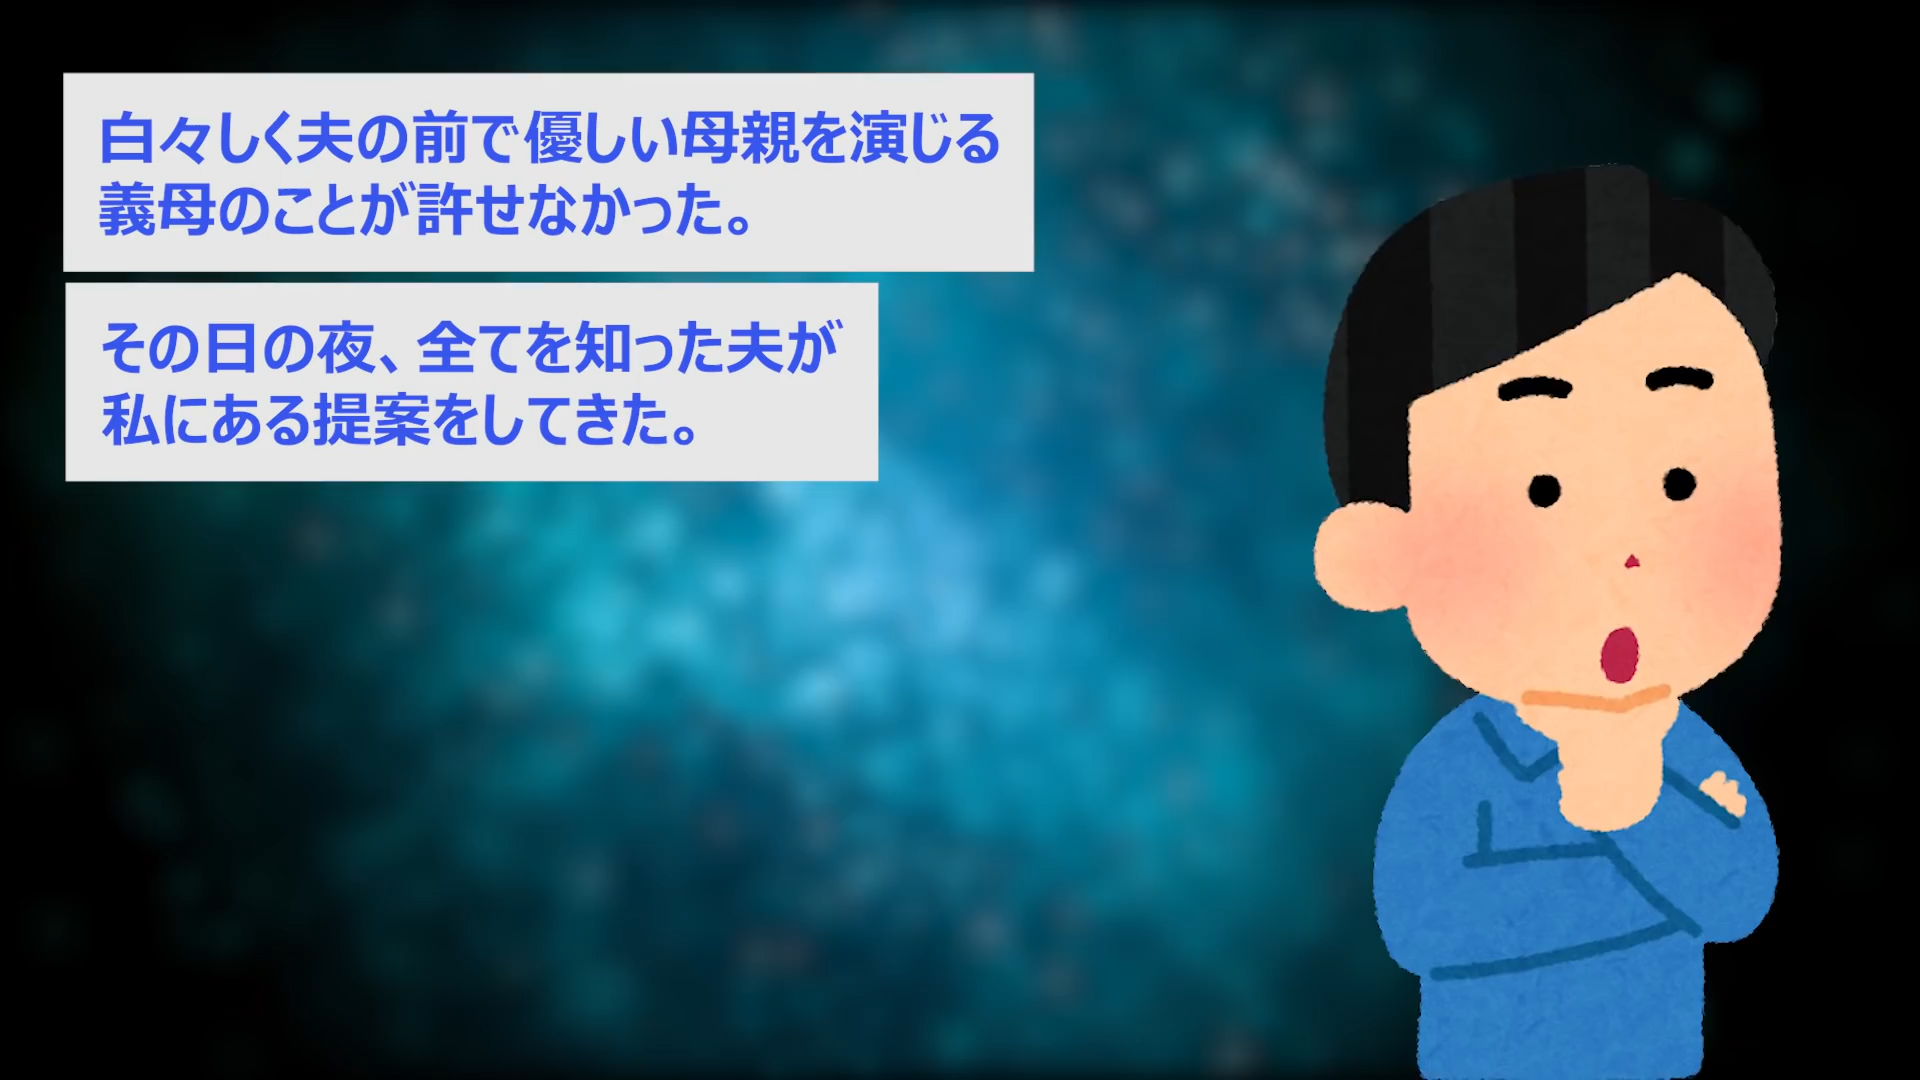 白々しく夫の前で優しい母親を演じる
義母のことが許せなかった。
その日の夜、全てを知った夫が
私にある提案をしてきた。